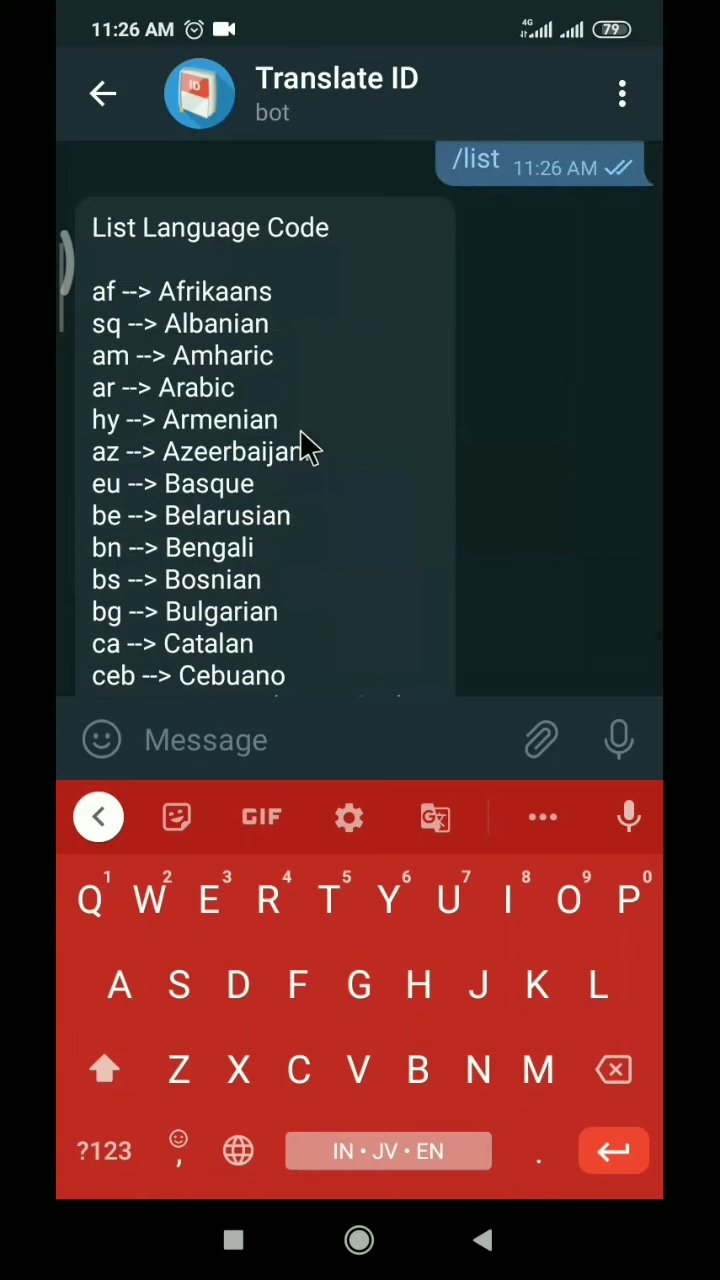 11:26 AM 4G 79
ID
Translate ID
bot
/list 11:26 AM
List Language Code
af --> Afrikaans
sq --> Albanian
am --> Amharic
ar --> Arabic
hy --> Armenian
az --> Azeerbaijan
eu --> Basque
be --> Belarusian
bn --> Bengali
bs --> Bosnian
bg --> Bulgarian
ca --> Catalan
ceb --> Cebuano
Message
GIF
Q1 W2 E3 R4 T5 Y6 U7 I8 O9 P0
A S D F G H J K L
Z X C V B N M
?123 , IN • JV • EN .